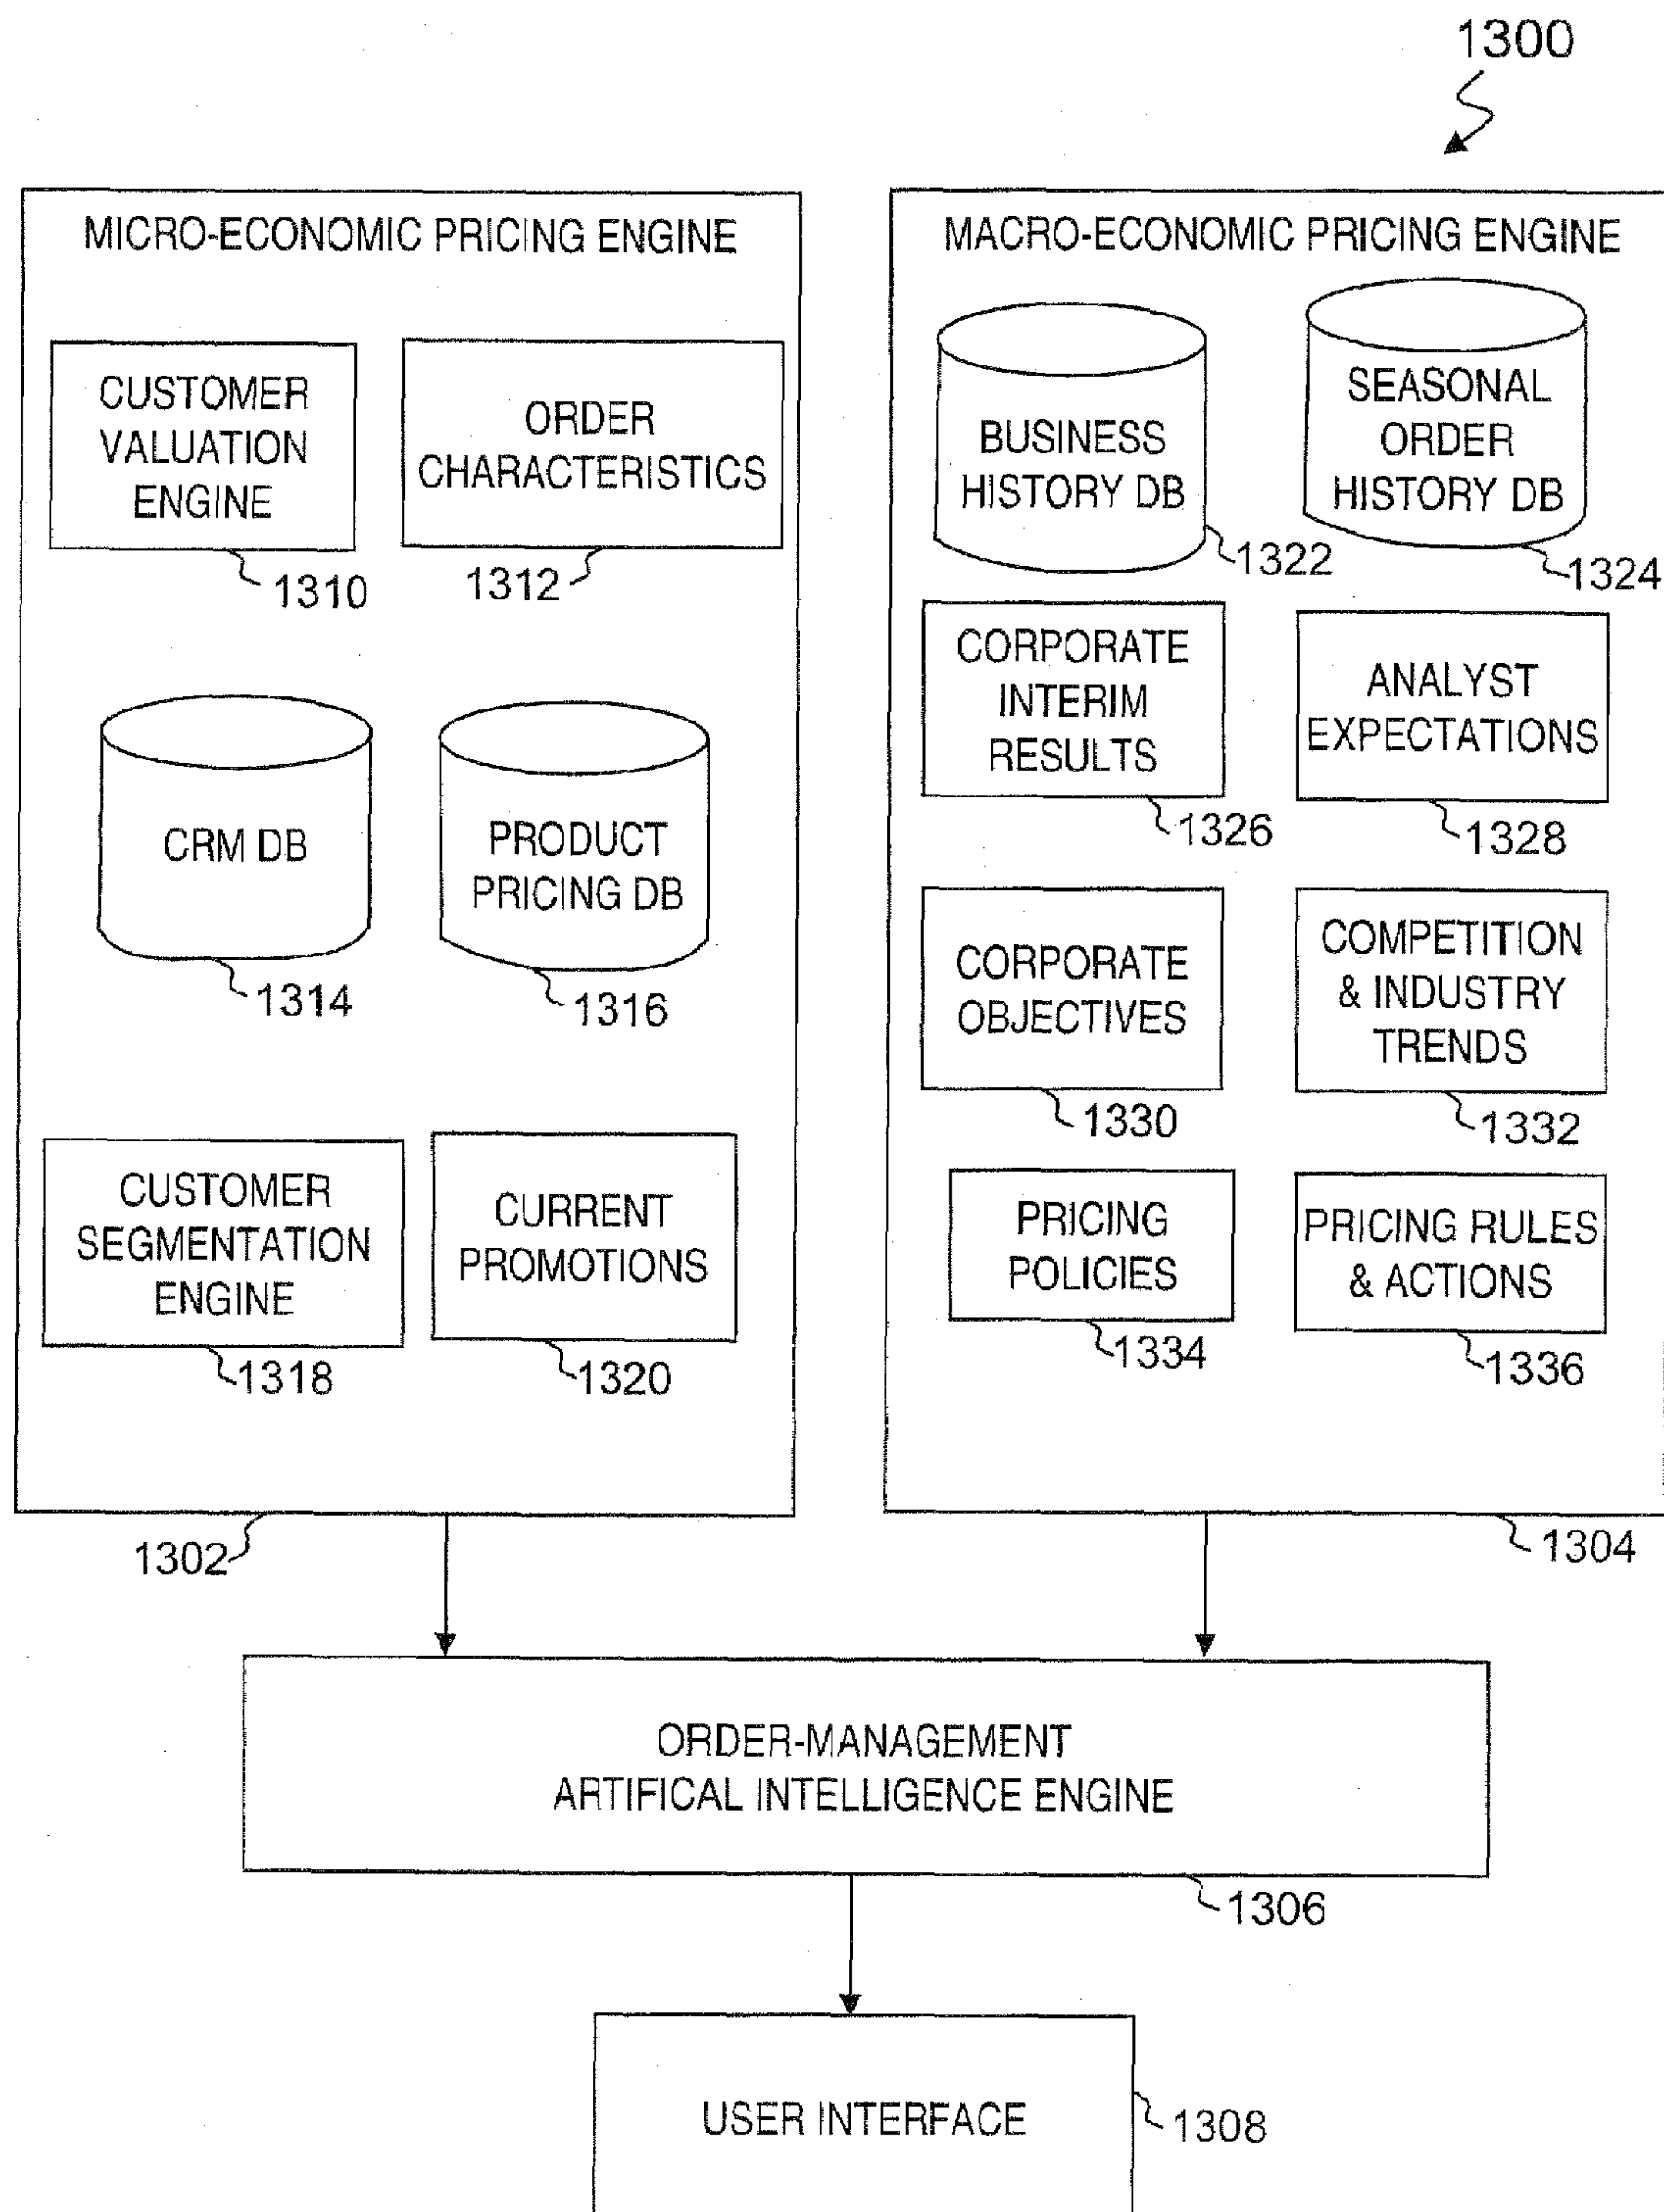 1300
MICRO-ECONOMIC PRICING ENGINE
CUSTOMER
VALUATION
ENGINE
1310
ORDER
CHARACTERISTICS
1312
CRM DB
1314
PRODUCT
PRICING DB
1316
CUSTOMER
SEGMENTATION
ENGINE
1318
CURRENT
PROMOTIONS
1320
1302
MACRO-ECONOMIC PRICING ENGINE
BUSINESS
HISTORY DB
1322
SEASONAL
ORDER
HISTORY DB
1324
CORPORATE
INTERIM
RESULTS
1326
ANALYST
EXPECTATIONS
1328
CORPORATE
OBJECTIVES
1330
COMPETITION
& INDUSTRY
TRENDS
1332
PRICING
POLICIES
1334
PRICING RULES
& ACTIONS
1336
1304
ORDER-MANAGEMENT
ARTIFICAL INTELLIGENCE ENGINE
1306
USER INTERFACE
1308